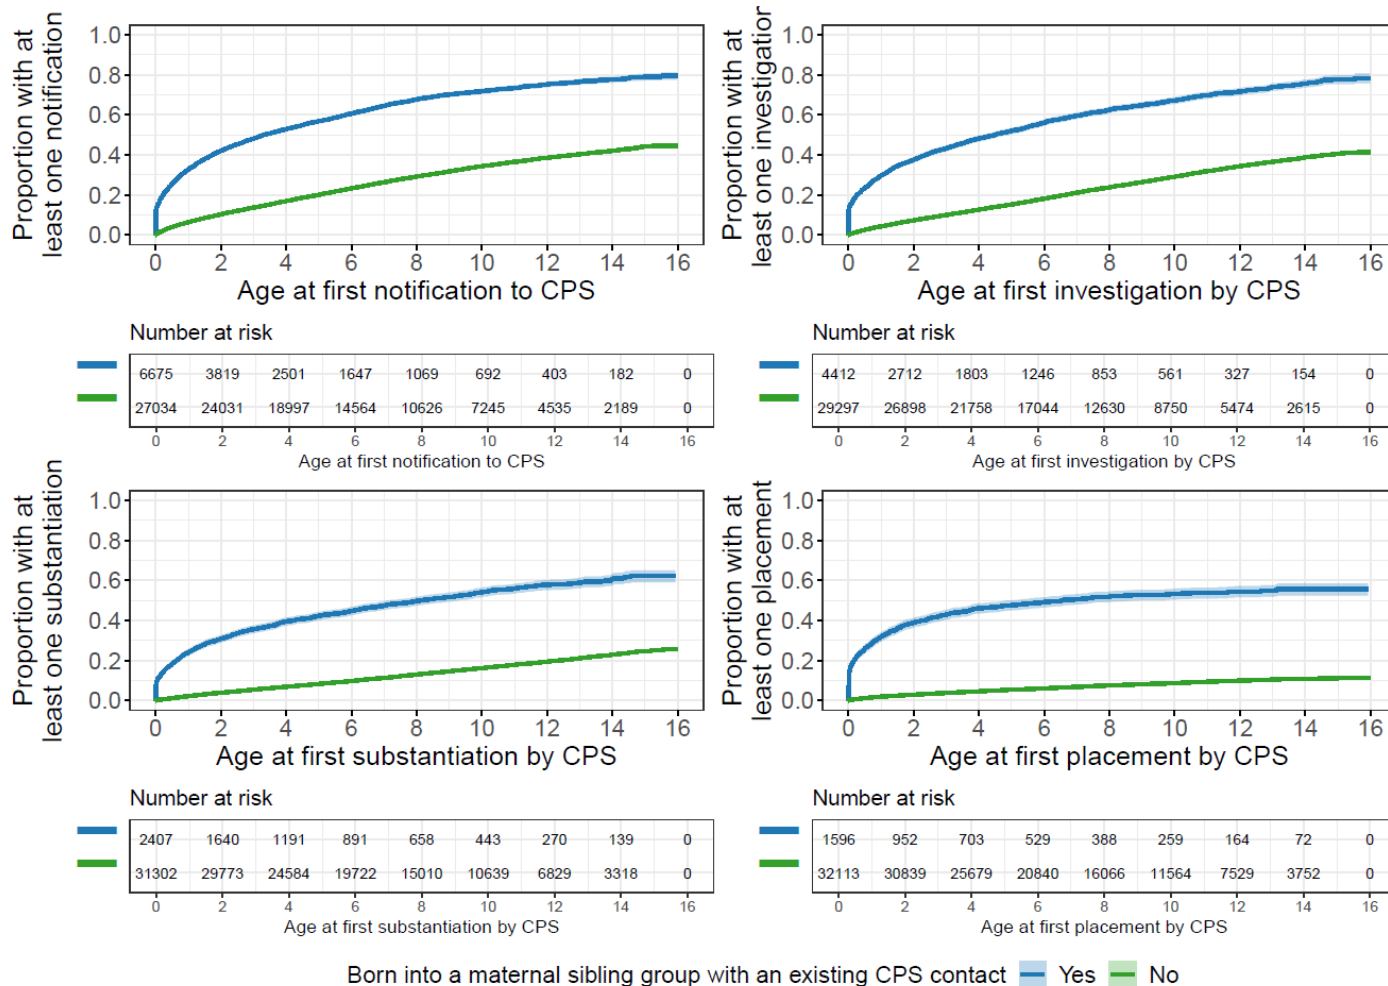 Proportion with at
least one notification
1.0
0.8
0.6
0.4
0.2
0.0
0 2 4 6 8 10 12 14 16
Age at first notification to CPS
Number at risk
6675 3819 2501 1647 1069 692 403 182 0
27034 24031 18997 14564 10626 7245 4535 2189 0
0 2 4 6 8 10 12 14 16
Age at first notification to CPS
Proportion with at
least one investigation
1.0
0.8
0.6
0.4
0.2
0.0
0 2 4 6 8 10 12 14 16
Age at first investigation by CPS
Number at risk
4412 2712 1803 1246 853 561 327 154 0
29297 26898 21758 17044 12630 8750 5474 2615 0
0 2 4 6 8 10 12 14 16
Age at first investigation by CPS
Proportion with at
least one substantiation
1.0
0.8
0.6
0.4
0.2
0.0
0 2 4 6 8 10 12 14 16
Age at first substantiation by CPS
Number at risk
2407 1640 1191 891 658 443 270 139 0
31302 29773 24584 19722 15010 10639 6829 3318 0
0 2 4 6 8 10 12 14 16
Age at first substantiation by CPS
Proportion with at
least one placement
1.0
0.8
0.6
0.4
0.2
0.0
0 2 4 6 8 10 12 14 16
Age at first placement by CPS
Number at risk
1596 952 703 529 388 259 164 72 0
32113 30839 25679 20840 16066 11564 7529 3752 0
0 2 4 6 8 10 12 14 16
Age at first placement by CPS
Born into a maternal sibling group with an existing CPS contact Yes No